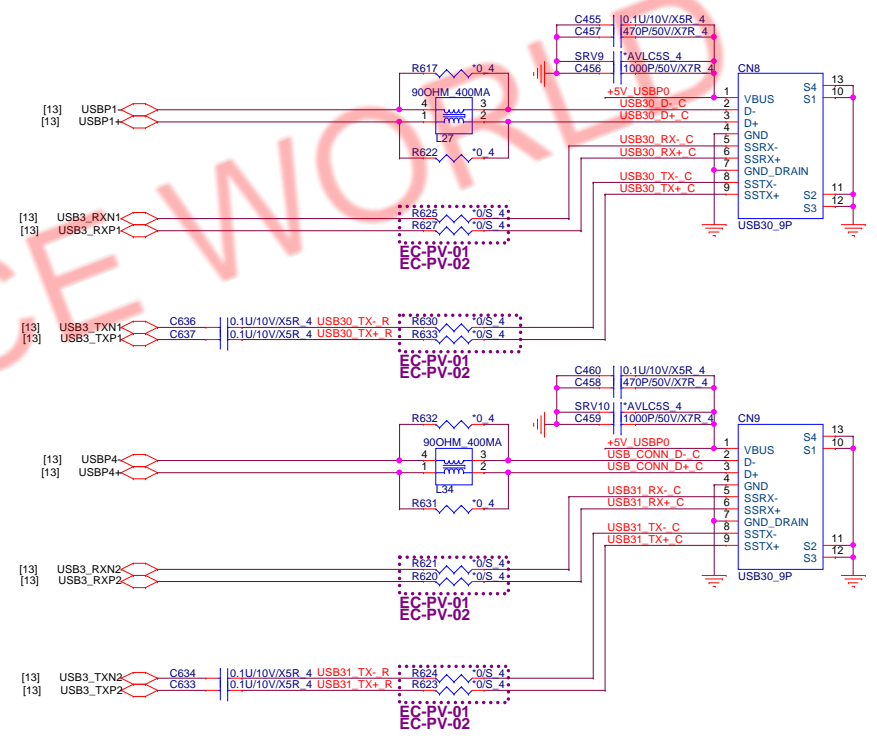 C455 0.1U/10V/X5R_4
C457 470P/50V/X7R_4
SRV9 *AVLC5S_4
C456 1000P/50V/X7R_4
CN8
R617 *0_4
90OHM_400MA
+5V_USBP0 1 VBUS S4 13
[13] USBP1- 4 3 USB30_D-_C 2 D- S1 10
[13] USBP1+ 1 2 USB30_D+_C 3 D+
L27
4 GND
R622 *0_4
USB30_RX-_C 5 SSRX-
USB30_RX+_C 6 SSRX+
7 GND_DRAIN
USB30_TX-_C 8 SSTX-
USB30_TX+_C 9 SSTX+
S2 11
S3 12
USB30_9P
[13] USB3_RXN1 R625 *0/S_4
[13] USB3_RXP1 R627 *0/S_4
EC-PV-01
EC-PV-02
[13] USB3_TXN1 C636 0.1U/10V/X5R_4 USB30_TX-_R R630 *0/S_4
[13] USB3_TXP1 C637 0.1U/10V/X5R_4 USB30_TX+_R R633 *0/S_4
EC-PV-01
EC-PV-02
C460 0.1U/10V/X5R_4
C458 470P/50V/X7R_4
SRV10 *AVLC5S_4
C459 1000P/50V/X7R_4
CN9
R632 *0_4
90OHM_400MA
+5V_USBP0 1 VBUS S4 13
[13] USBP4- 4 3 USB_CONN_D-_C 2 D- S1 10
[13] USBP4+ 1 2 USB_CONN_D+_C 3 D+
L34
4 GND
R631 *0_4
USB31_RX-_C 5 SSRX-
USB31_RX+_C 6 SSRX+
7 GND_DRAIN
USB31_TX-_C 8 SSTX-
USB31_TX+_C 9 SSTX+
S2 11
S3 12
USB30_9P
[13] USB3_RXN2 R621 *0/S_4
[13] USB3_RXP2 R620 *0/S_4
EC-PV-01
EC-PV-02
[13] USB3_TXN2 C634 0.1U/10V/X5R_4 USB31_TX-_R R624 *0/S_4
[13] USB3_TXP2 C633 0.1U/10V/X5R_4 USB31_TX+_R R623 *0/S_4
EC-PV-01
EC-PV-02
CE WORLD